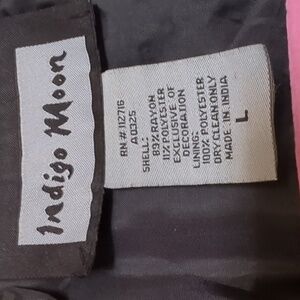 Indigo Moon
RN # 112716
A0325
SHELL:
89% RAYON
11% POLYESTER
EXCLUSIVE OF
DECORATION
LINING:
100% POLYESTER
DRY CLEAN ONLY
MADE IN INDIA
L